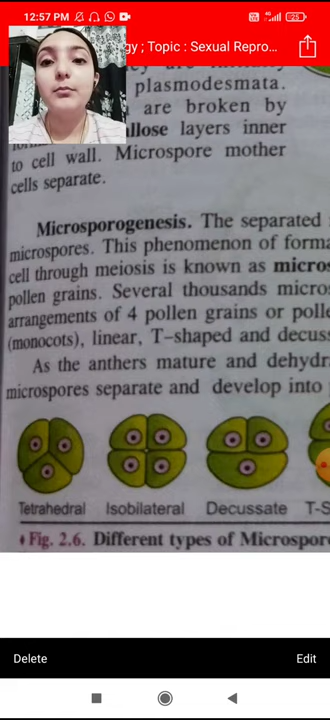 12:57 PM
25
gy ; Topic : Sexual Repro...
plasmodesmata.
are broken by
llose layers inner
to cell wall. Microspore mother
cells separate.
Microsporogenesis. The separated
microspores. This phenomenon of forma
cell through meiosis is known as micros
pollen grains. Several thousands micros
arrangements of 4 pollen grains or polle
(monocots), linear, T-shaped and decuss
As the anthers mature and dehydr
microspores separate and develop into
Tetrahedral Isobilateral Decussate T-S
Fig. 2.6. Different types of Microspor
Delete Edit